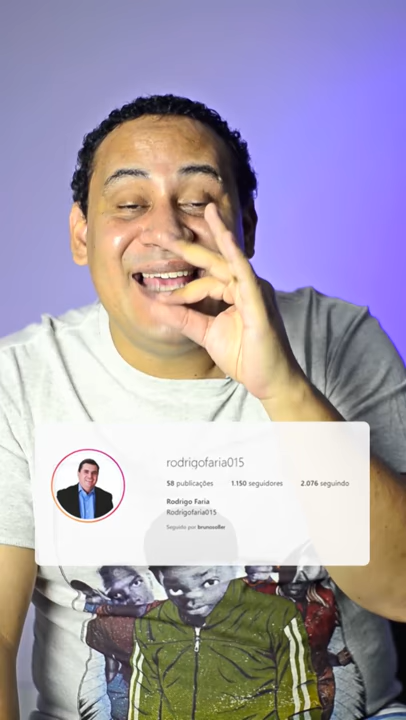 rodrigofaria015
58 publicações 1.150 seguidores 2.076 seguindo
Rodrigo Faria
Rodrigofaria015
Seguido por brunosoller